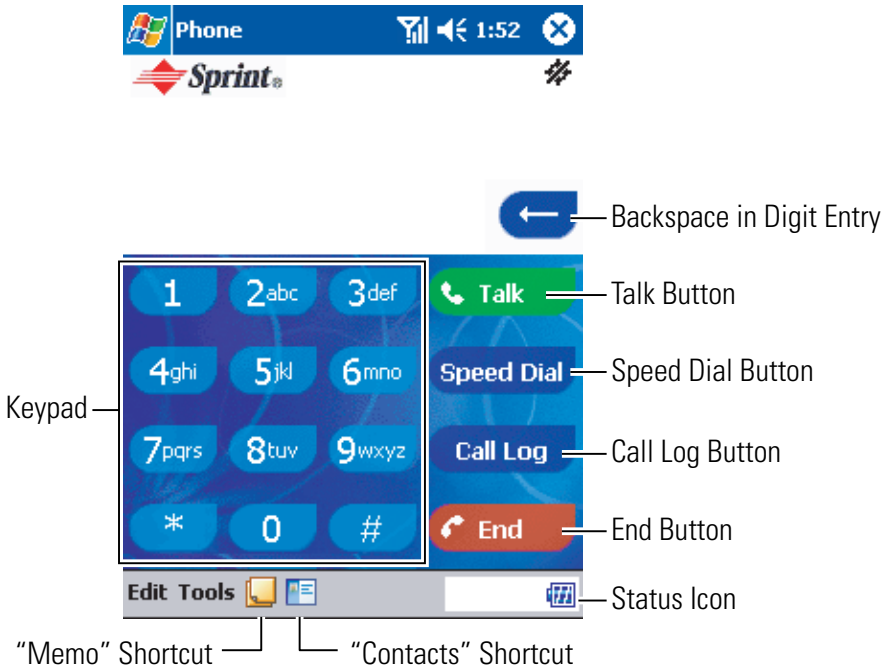 Phone 1:52
Sprint®
Backspace in Digit Entry
1 2abc 3def Talk Talk Button
4ghi 5jkl 6mno Speed Dial Speed Dial Button
Keypad
7pqrs 8tuv 9wxyz Call Log Call Log Button
* 0 # End End Button
Edit Tools Status Icon
“Memo” Shortcut “Contacts” Shortcut